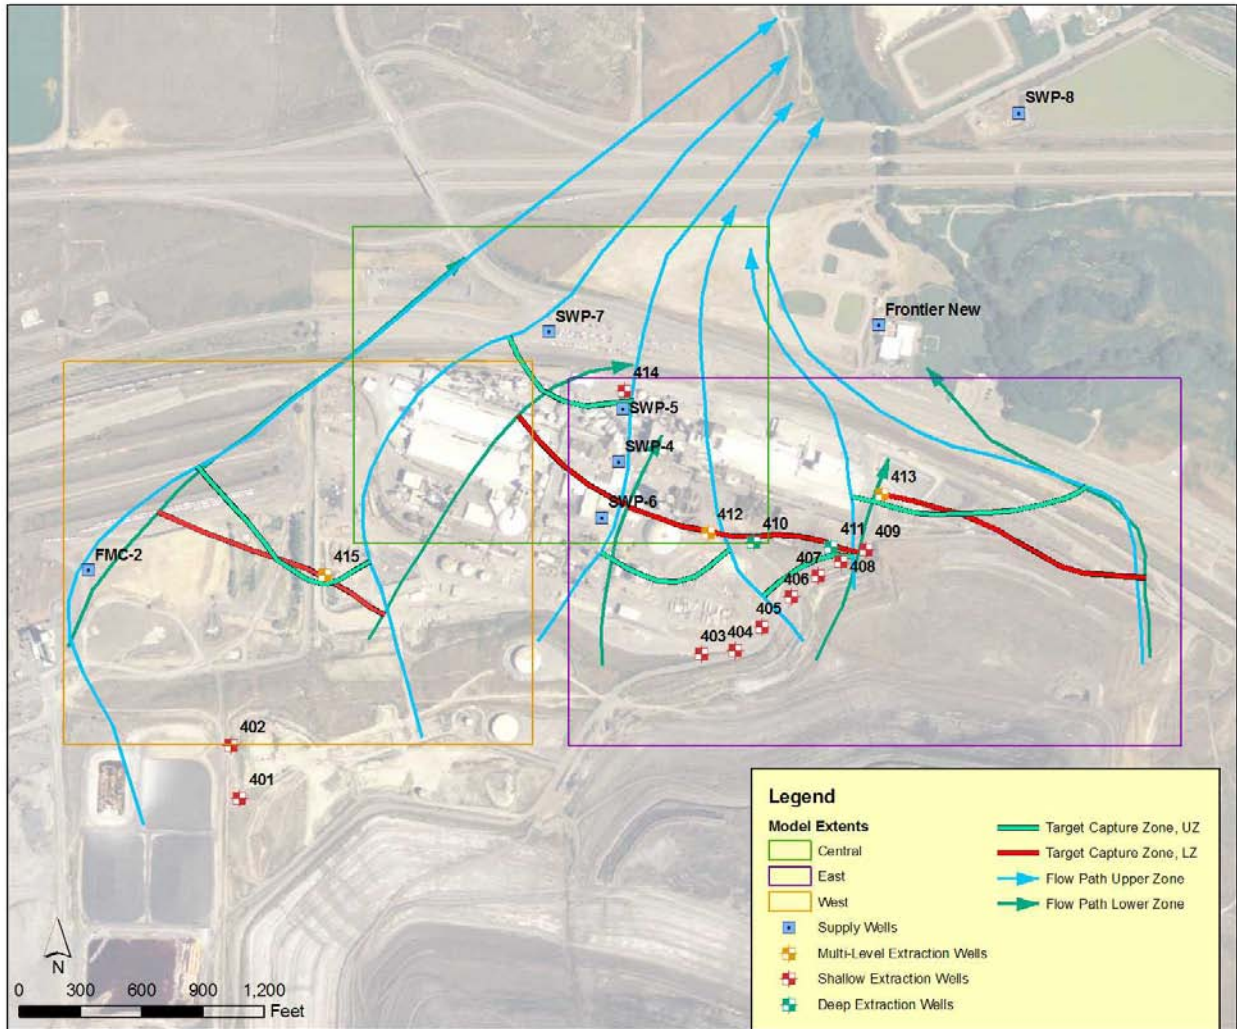 SWP-8
Frontier New
SWP-7
414
SWP-5
SWP-4
413
SWP-6
412
410
411
409
407
408
FMC-2
415
406
405
403
404
402
401
Legend
Model Extents
Central
East
West
Supply Wells
Multi-Level Extraction Wells
Shallow Extraction Wells
Deep Extraction Wells
Target Capture Zone, UZ
Target Capture Zone, LZ
Flow Path Upper Zone
Flow Path Lower Zone
N
0 300 600 900 1,200
Feet